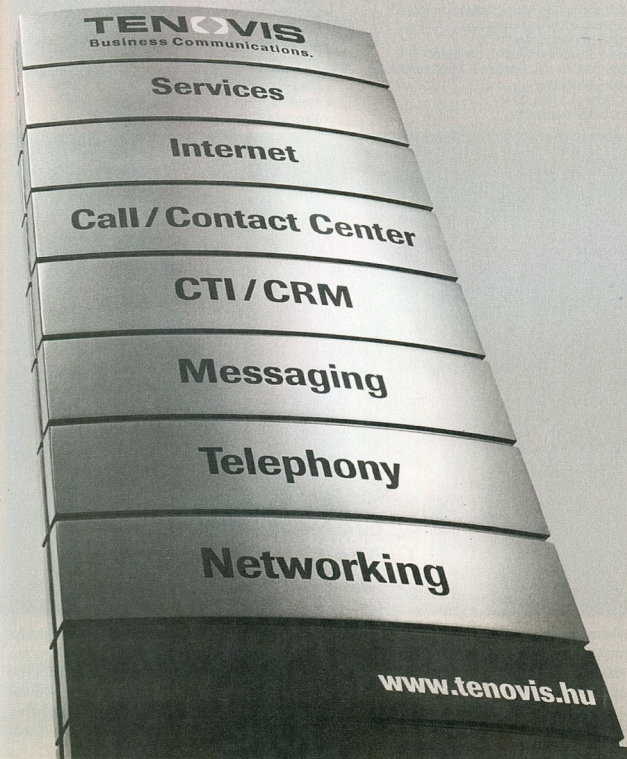 TENOVIS
Business Communications.
Services
Internet
Call / Contact Center
CTI / CRM
Messaging
Telephony
Networking
www.tenovis.hu